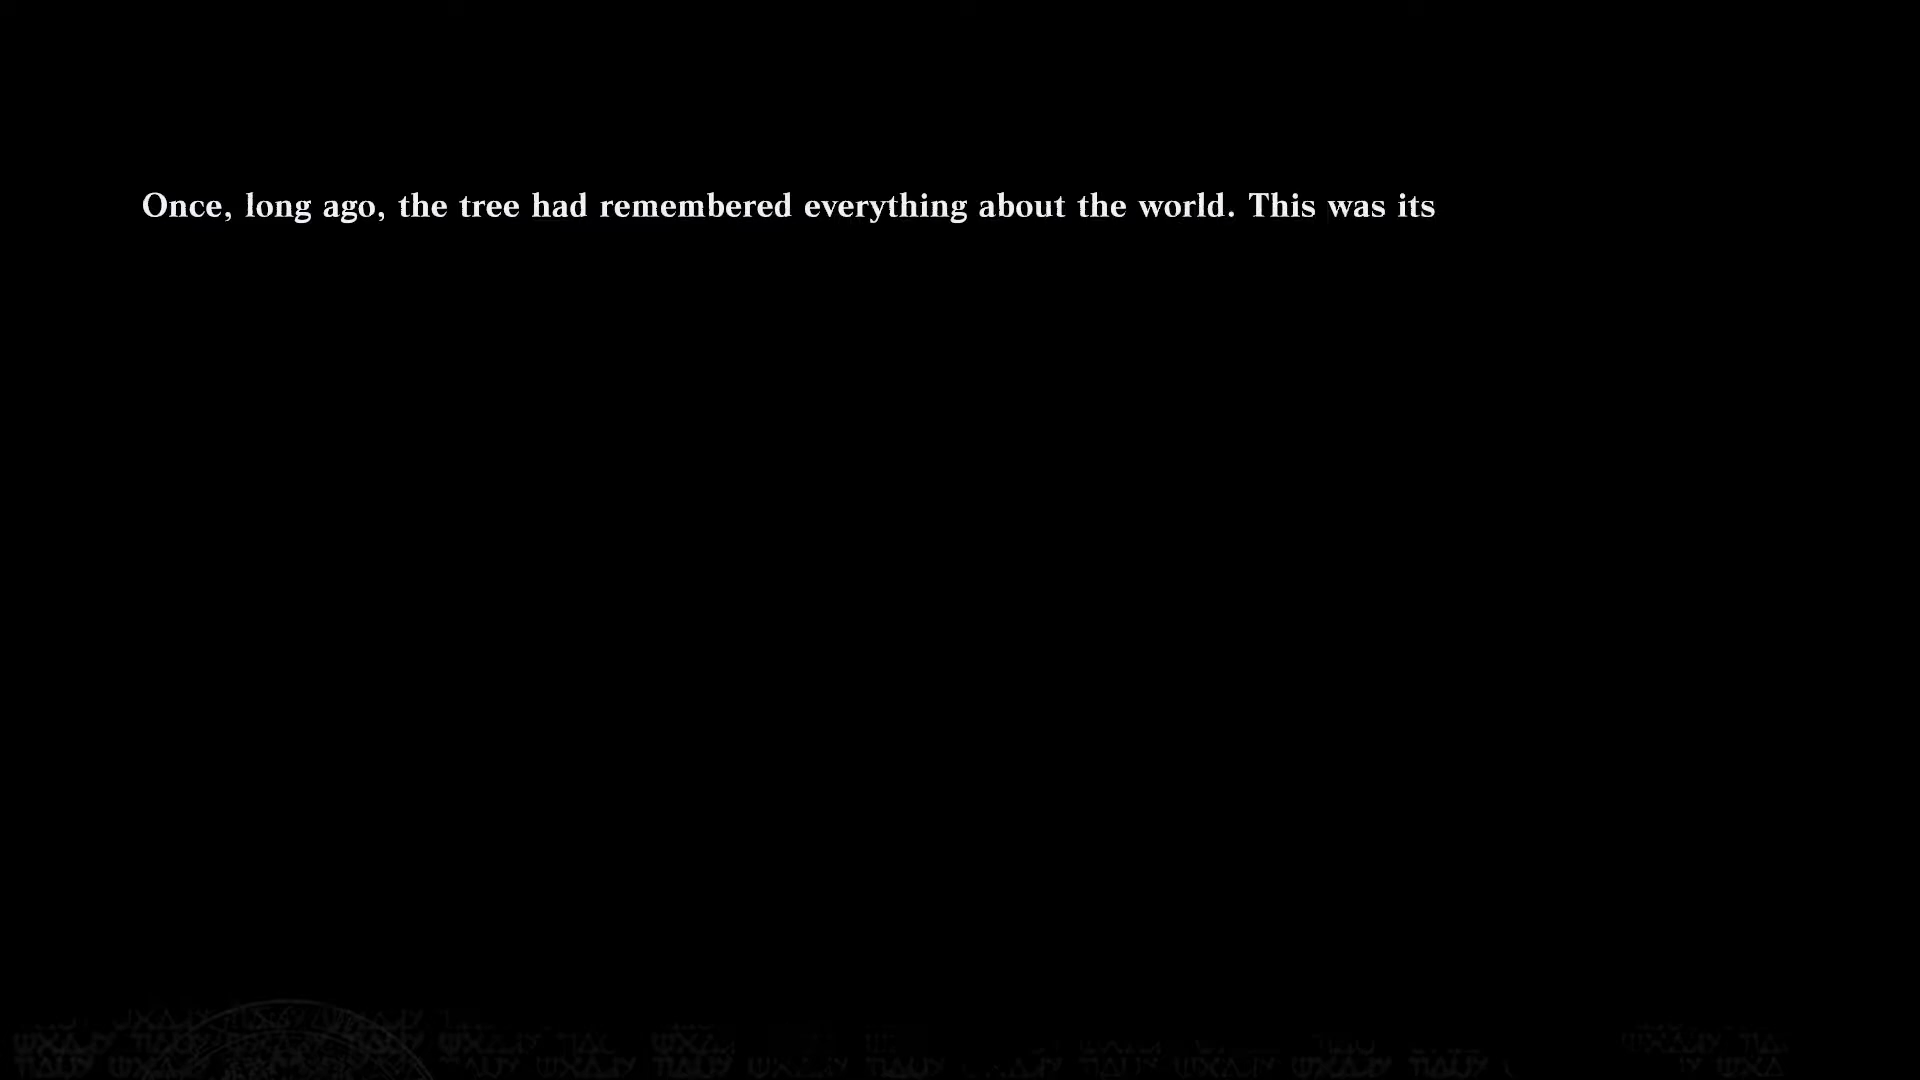 Once, long ago, the tree had remembered everything about the world. This was its